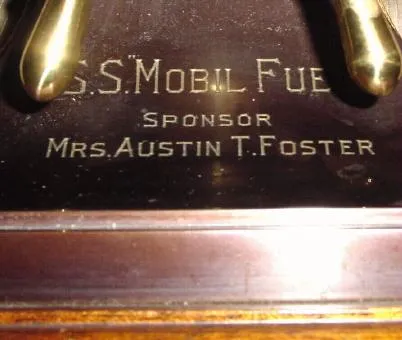 S.S. "MOBIL FUE
SPONSOR
MRS. AUSTIN T. FOSTER